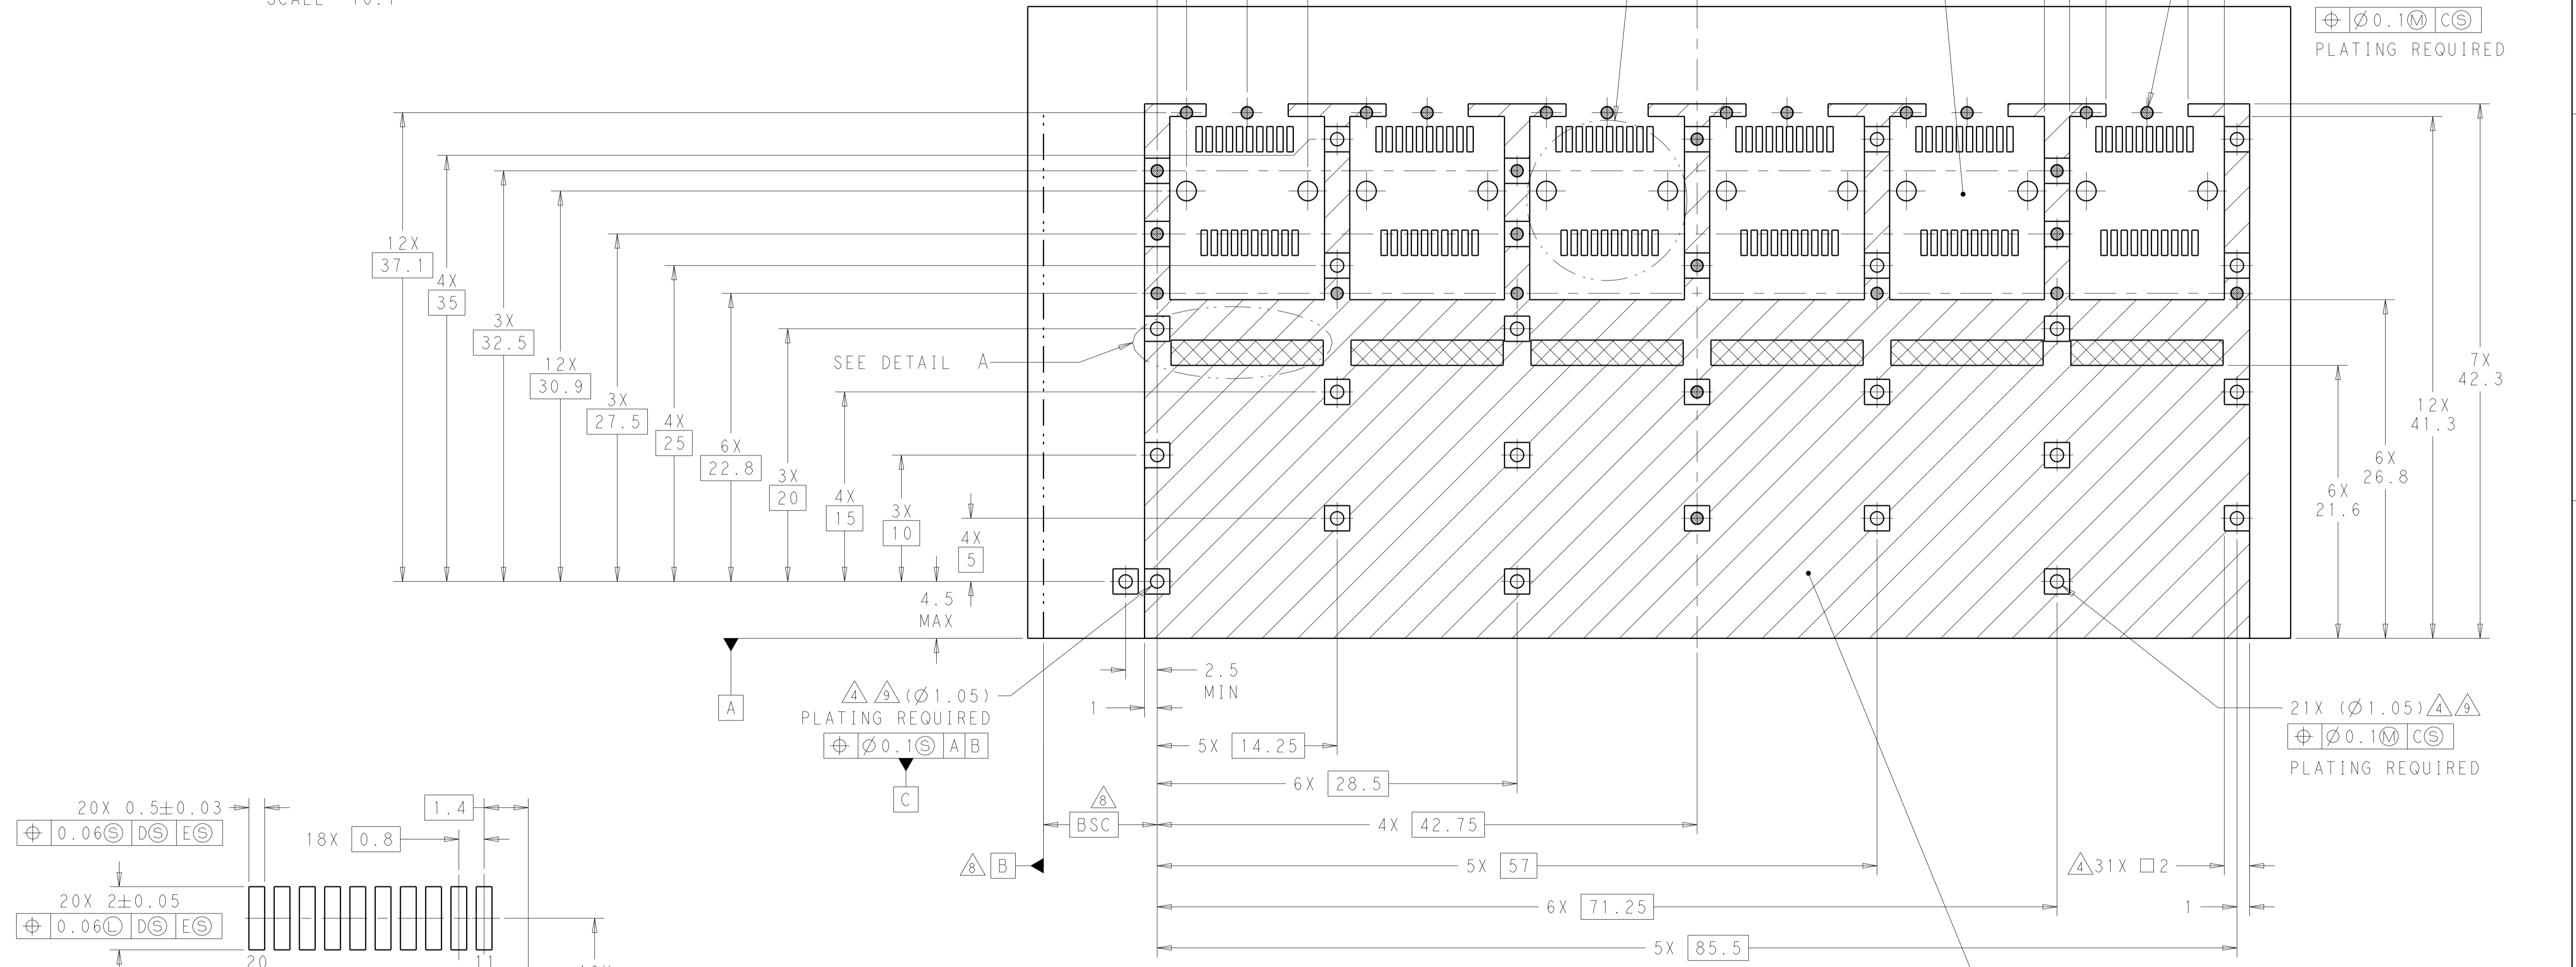 SCALE 10:1
⌖ Ø0.1Ⓜ CⓈ
PLATING REQUIRED
12X
37.1
4X
35
3X
32.5
12X
30.9
3X
27.5
4X
25
6X
22.8
3X
20
4X
15
3X
10
4X
5
4.5
MAX
SEE DETAIL A
7X
42.3
12X
41.3
6X
26.8
6X
21.6
A
4 9 (Ø1.05)
PLATING REQUIRED
⌖ Ø0.1Ⓢ A B
C
2.5
MIN
1
5X 14.25
6X 28.5
8
BSC
4X 42.75
8 B
5X 57
6X 71.25
5X 85.5
21X (Ø1.05) 4 9
⌖ Ø0.1Ⓜ CⓈ
PLATING REQUIRED
4 31X □2
1
20X 0.5±0.03
⌖ 0.06Ⓢ DⓈ EⓈ
1.4
18X 0.8
20X 2±0.05
⌖ 0.06Ⓛ DⓈ EⓈ
20
11